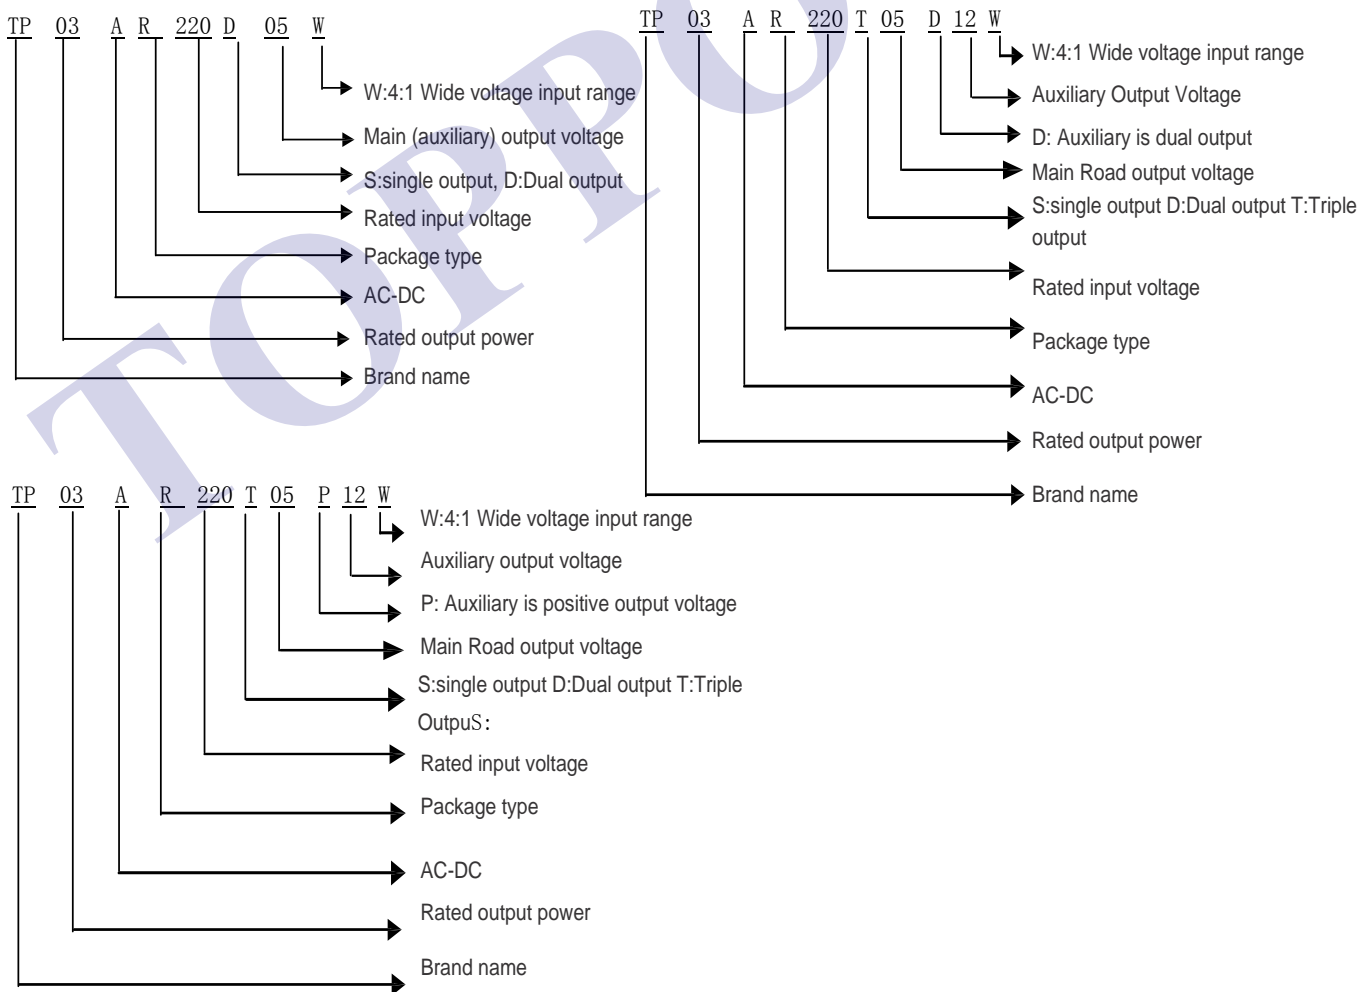 TP 03 A R 220 D 05 W
W:4:1 Wide voltage input range
Main (auxiliary) output voltage
S:single output, D:Dual output
Rated input voltage
Package type
AC-DC
Rated output power
Brand name
TP 03 A R 220 T 05 D 12 W
W:4:1 Wide voltage input range
Auxiliary Output Voltage
D: Auxiliary is dual output
Main Road output voltage
S:single output D:Dual output T:Triple
output
Rated input voltage
Package type
AC-DC
Rated output power
Brand name
TP 03 A R 220 T 05 P 12 W
W:4:1 Wide voltage input range
Auxiliary output voltage
P: Auxiliary is positive output voltage
Main Road output voltage
S:single output D:Dual output T:Triple
OutpuS:
Rated input voltage
Package type
AC-DC
Rated output power
Brand name
TOPPO